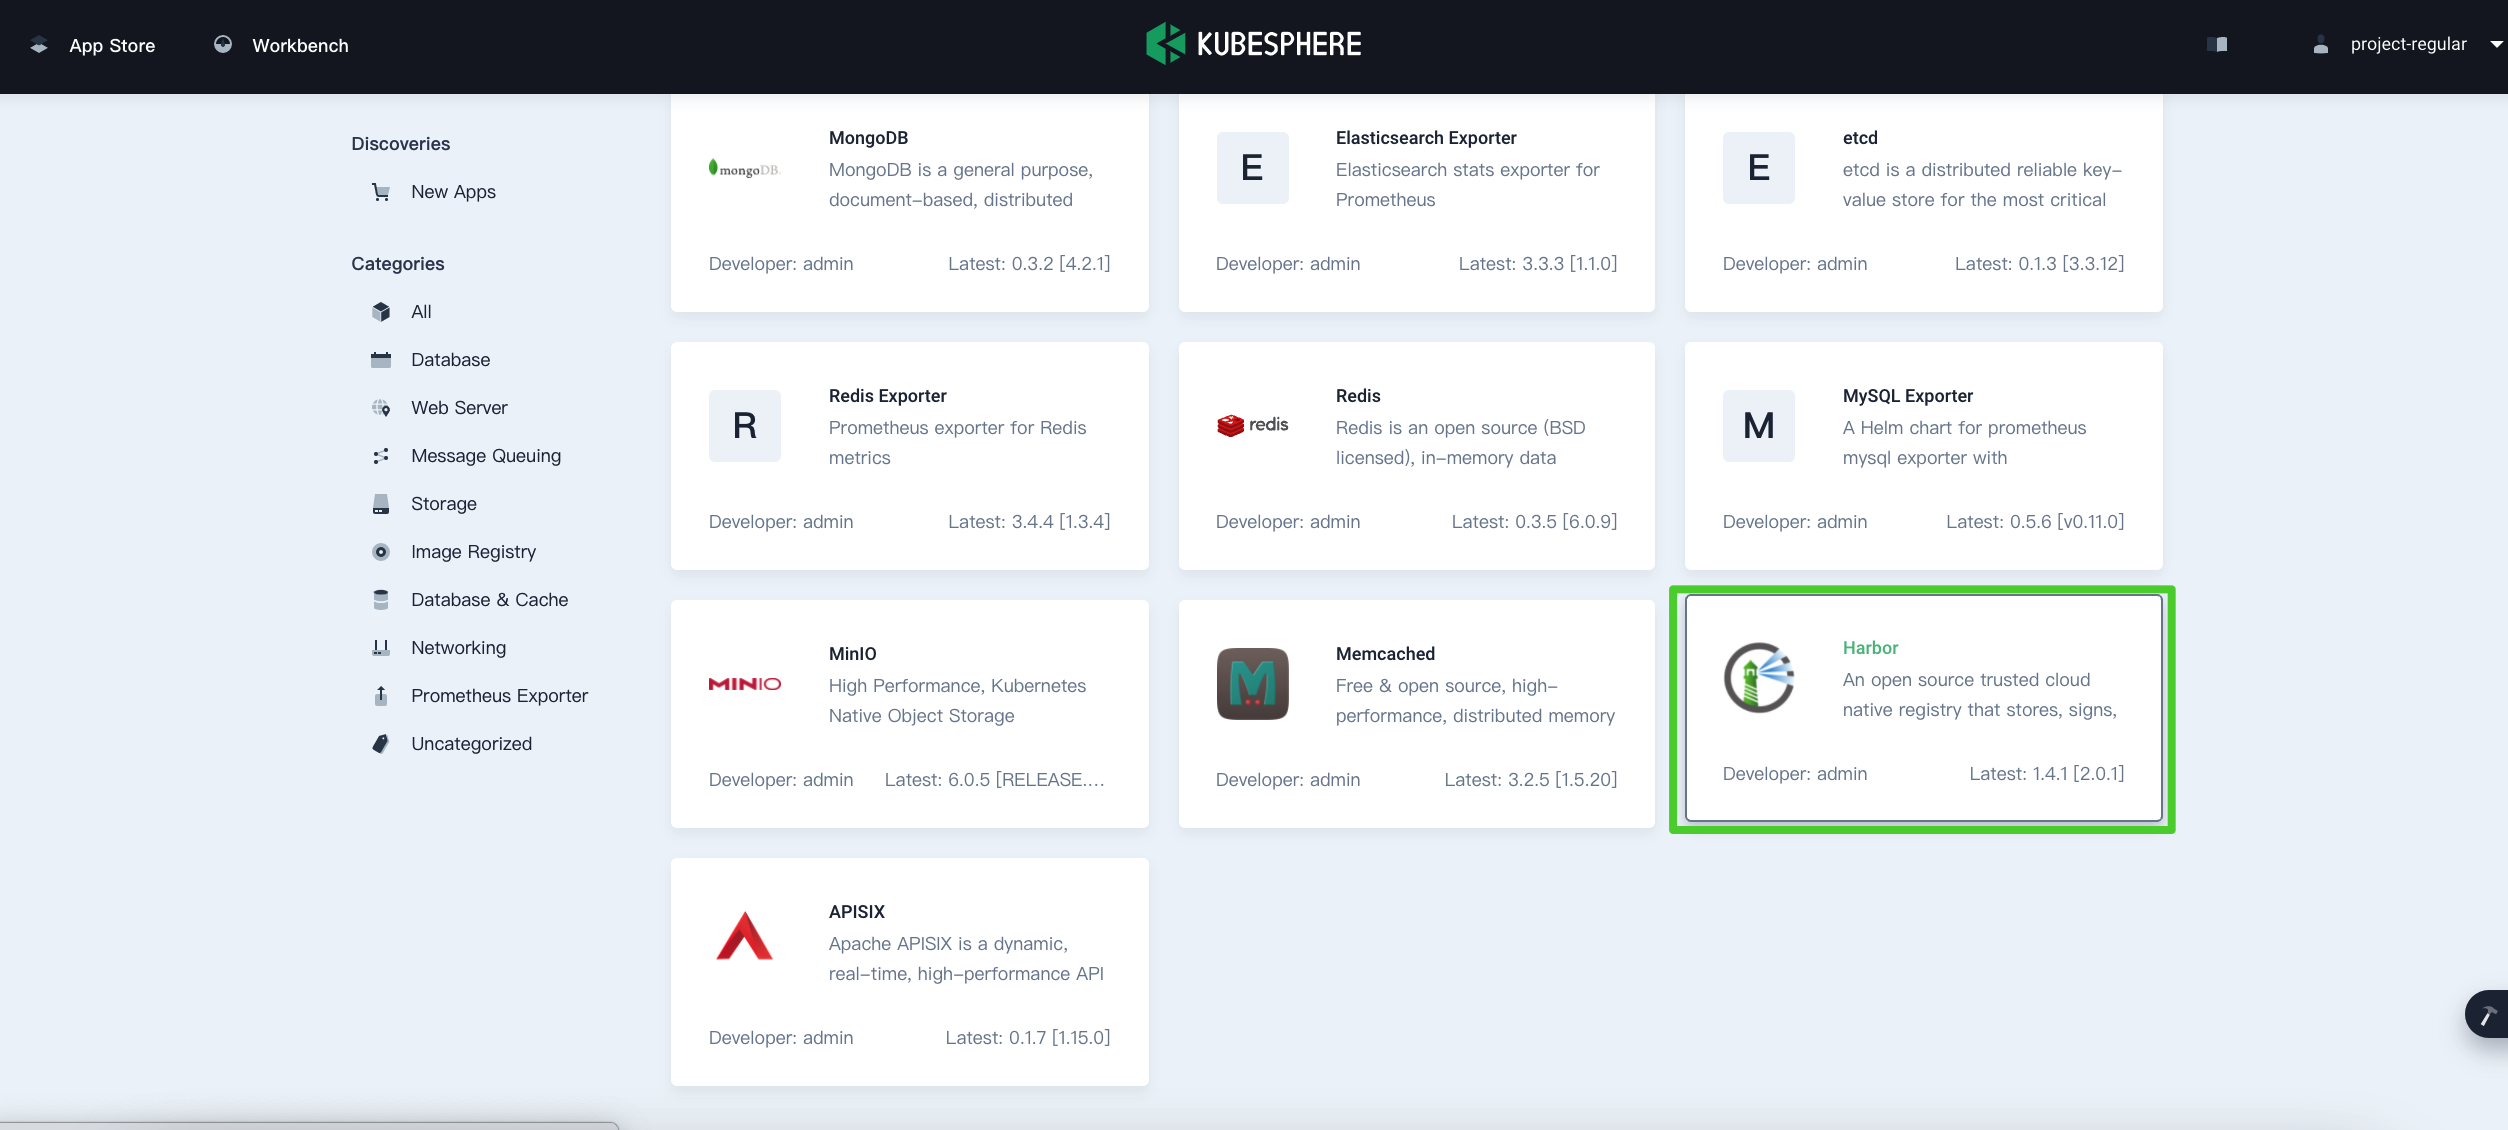 App Store
Workbench
KUBESPHERE
project-regular
Discoveries
New Apps
Categories
All
Database
Web Server
Message Queuing
Storage
Image Registry
Database & Cache
Networking
Prometheus Exporter
Uncategorized
mongoDB
MongoDB
MongoDB is a general purpose,
document-based, distributed
Developer: admin
Latest: 0.3.2 [4.2.1]
E
Elasticsearch Exporter
Elasticsearch stats exporter for
Prometheus
Developer: admin
Latest: 3.3.3 [1.1.0]
E
etcd
etcd is a distributed reliable key-
value store for the most critical
Developer: admin
Latest: 0.1.3 [3.3.12]
R
Redis Exporter
Prometheus exporter for Redis
metrics
Developer: admin
Latest: 3.4.4 [1.3.4]
redis
Redis
Redis is an open source (BSD
licensed), in-memory data
Developer: admin
Latest: 0.3.5 [6.0.9]
M
MySQL Exporter
A Helm chart for prometheus
mysql exporter with
Developer: admin
Latest: 0.5.6 [v0.11.0]
MINIO
MinIO
High Performance, Kubernetes
Native Object Storage
Developer: admin
Latest: 6.0.5 [RELEASE....
M
Memcached
Free & open source, high-
performance, distributed memory
Developer: admin
Latest: 3.2.5 [1.5.20]
Harbor
An open source trusted cloud
native registry that stores, signs,
Developer: admin
Latest: 1.4.1 [2.0.1]
APISIX
Apache APISIX is a dynamic,
real-time, high-performance API
Developer: admin
Latest: 0.1.7 [1.15.0]